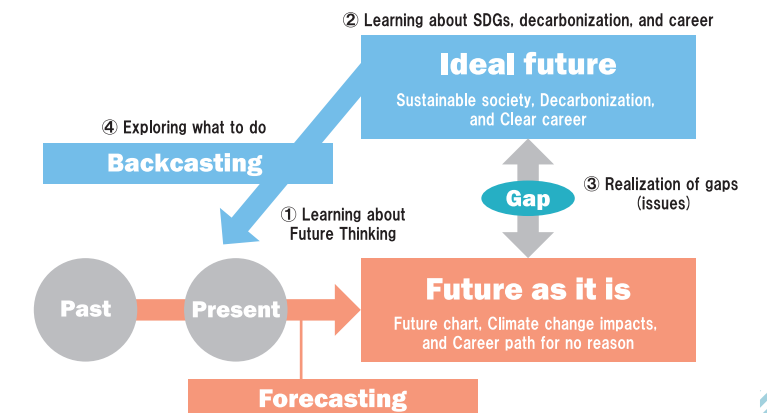 ② Learning about SDGs, decarbonization, and career
Ideal future
Sustainable society, Decarbonization,
and Clear career
④ Exploring what to do
Backcasting
Gap
③ Realization of gaps
(issues)
① Learning about
Future Thinking
Past
Present
Future as it is
Future chart, Climate change impacts,
and Career path for no reason
Forecasting